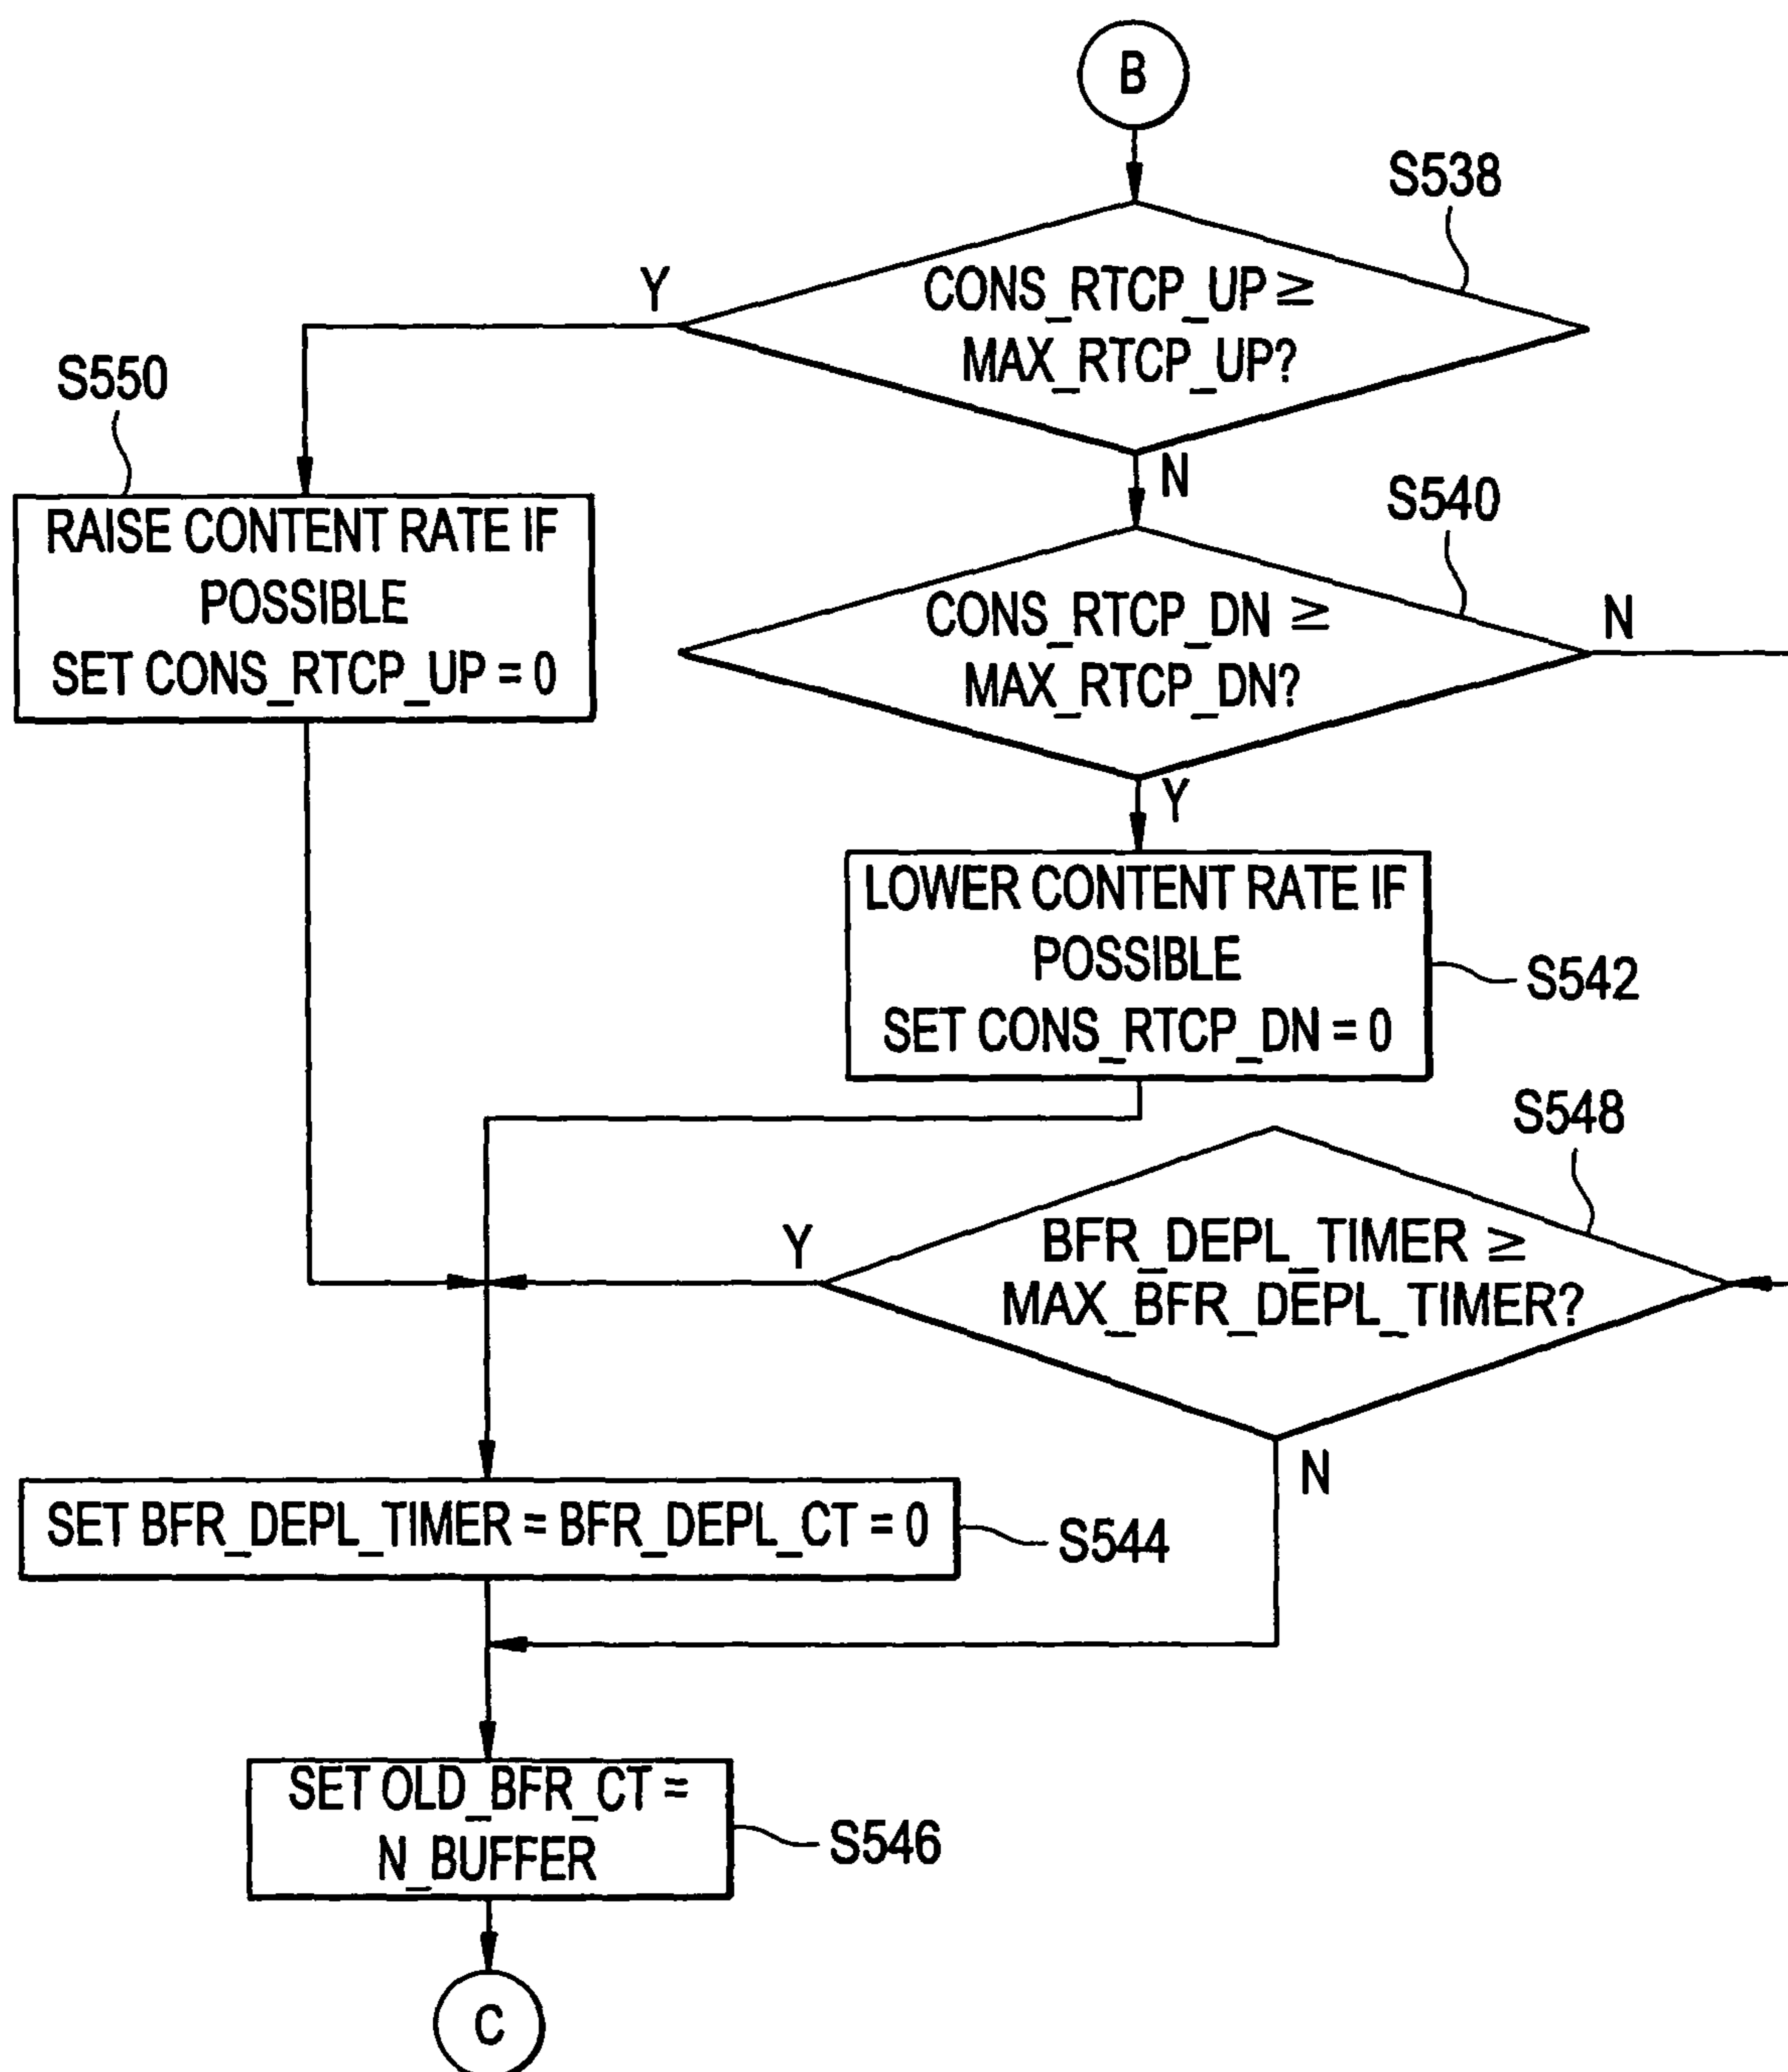 B
S538
CONS_RTCP_UP ≥
MAX_RTCP_UP?
Y
N
S550
RAISE CONTENT RATE IF
POSSIBLE
SET CONS_RTCP_UP = 0
S540
CONS_RTCP_DN ≥
MAX_RTCP_DN?
N
Y
LOWER CONTENT RATE IF
POSSIBLE
SET CONS_RTCP_DN = 0
S542
S548
BFR_DEPL_TIMER ≥
MAX_BFR_DEPL_TIMER?
Y
N
SET BFR_DEPL_TIMER = BFR_DEPL_CT = 0
S544
SET OLD_BFR_CT =
N_BUFFER
S546
C